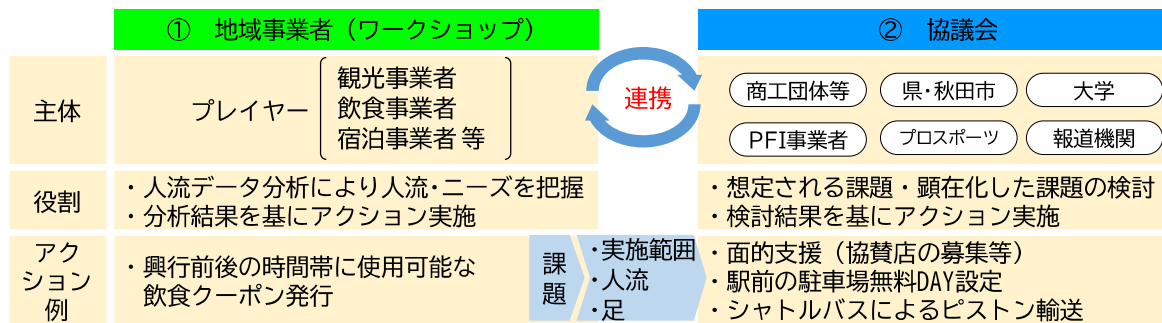 ① 地域事業者（ワークショップ）
② 協議会
主体
プレイヤー
観光事業者
飲食事業者
宿泊事業者 等
連携
商工団体等
県・秋田市
大学
PFI事業者
プロスポーツ
報道機関
役割
・人流データ分析により人流・ニーズを把握
・分析結果を基にアクション実施
・想定される課題・顕在化した課題の検討
・検討結果を基にアクション実施
アク
ション
例
・興行前後の時間帯に使用可能な
飲食クーポン発行
課
題
・実施範囲
・人流
・足
・面的支援（協賛店の募集等）
・駅前の駐車場無料DAY設定
・シャトルバスによるピストン輸送